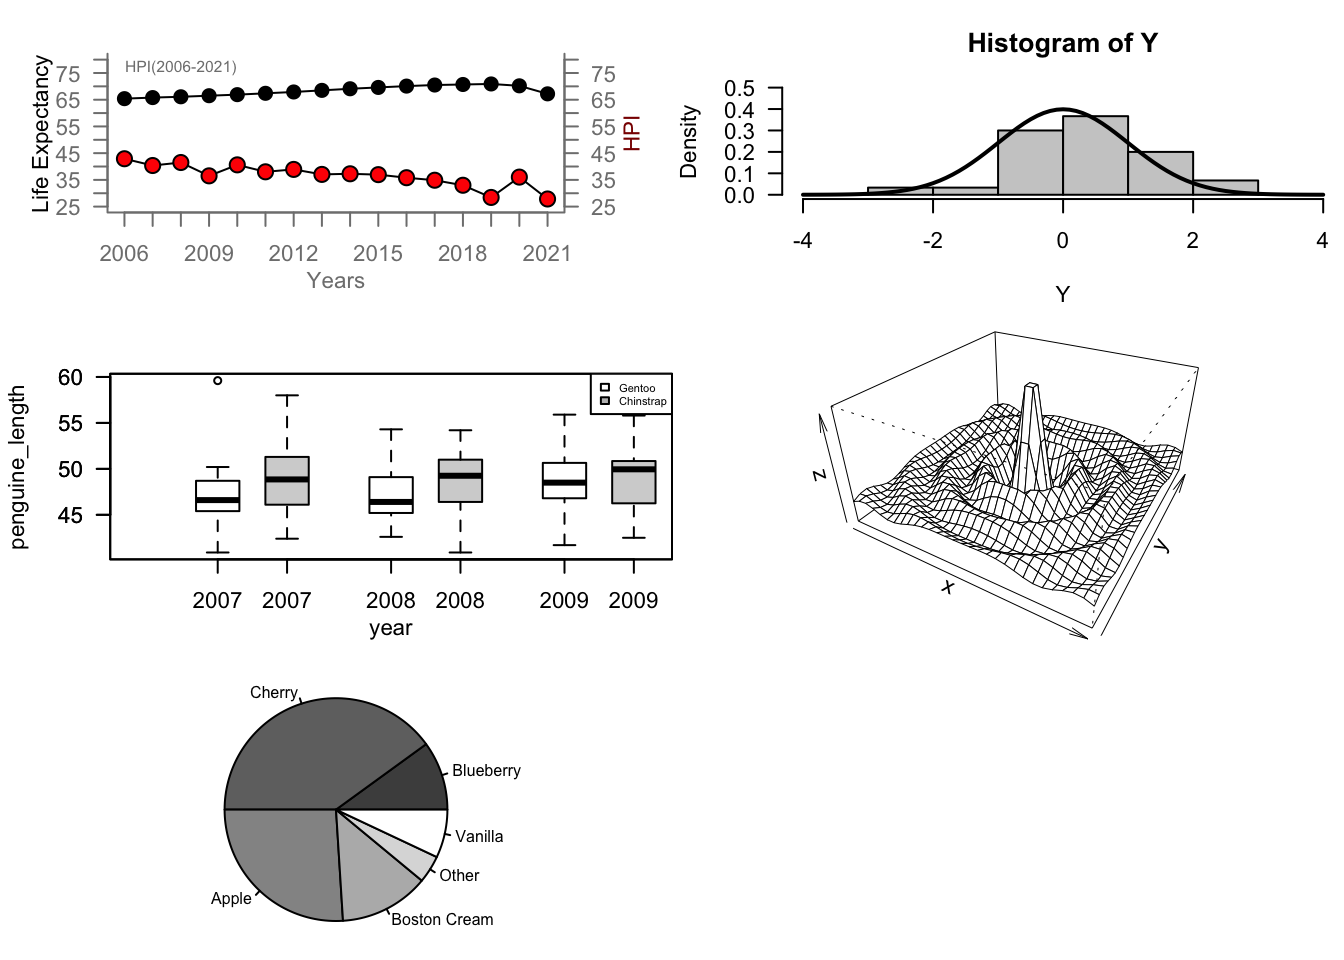 HPI(2006-2021)
Life Expectancy
75
65
55
45
35
25
75
65
55
45
35
25
HPI
2006 2009 2012 2015 2018 2021
Years
Histogram of Y
Density
0.5
0.4
0.3
0.2
0.1
0.0
-4 -2 0 2 4
Y
penguine_length
60
55
50
45
Gentoo
Chinstrap
2007 2007 2008 2008 2009 2009
year
z
x
y
Cherry
Blueberry
Vanilla
Other
Apple
Boston Cream